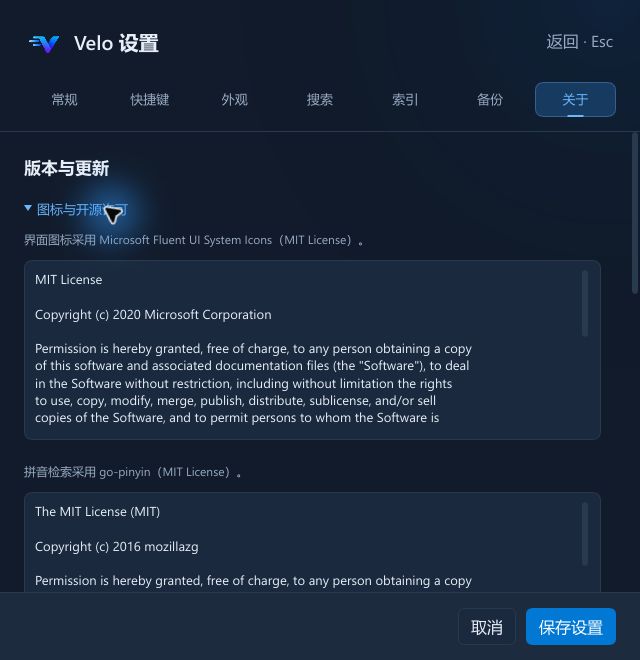 Velo 设置
返回 · Esc
常规 快捷键 外观 搜索 索引 备份 关于
版本与更新
图标与开源许可
界面图标采用 Microsoft Fluent UI System Icons（MIT License）。
MIT License
Copyright (c) 2020 Microsoft Corporation
Permission is hereby granted, free of charge, to any person obtaining a copy
of this software and associated documentation files (the "Software"), to deal
in the Software without restriction, including without limitation the rights
to use, copy, modify, merge, publish, distribute, sublicense, and/or sell
copies of the Software, and to permit persons to whom the Software is
拼音检索采用 go-pinyin（MIT License）。
The MIT License (MIT)
Copyright (c) 2016 mozillazg
Permission is hereby granted, free of charge, to any person obtaining a copy
取消
保存设置